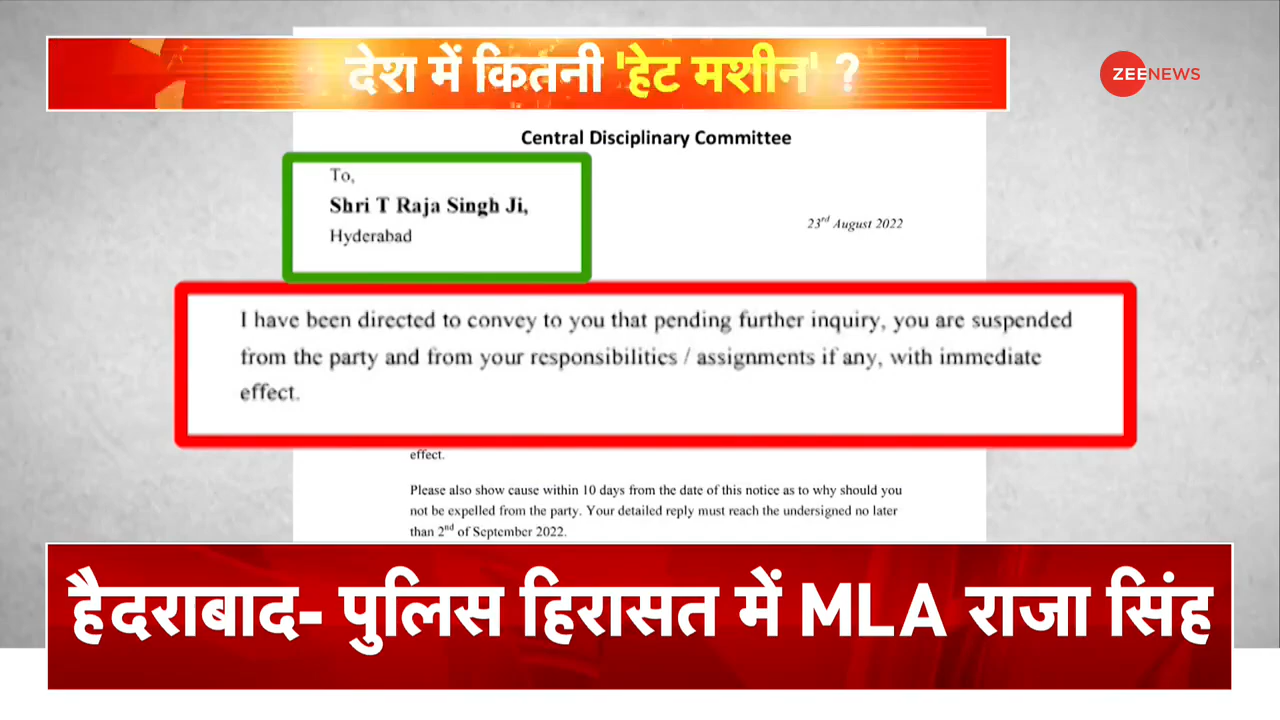 देश में कितनी 'हेट मशीन' ?
ZEENEWS
Central Disciplinary Committee
To,
Shri T Raja Singh Ji,
Hyderabad
23rd August 2022
I have been directed to convey to you that pending further inquiry, you are suspended
from the party and from your responsibilities / assignments if any, with immediate
effect.
effect.
Please also show cause within 10 days from the date of this notice as to why should you
not be expelled from the party. Your detailed reply must reach the undersigned no later
than 2nd of September 2022.
हैदराबाद- पुलिस हिरासत में MLA राजा सिंह